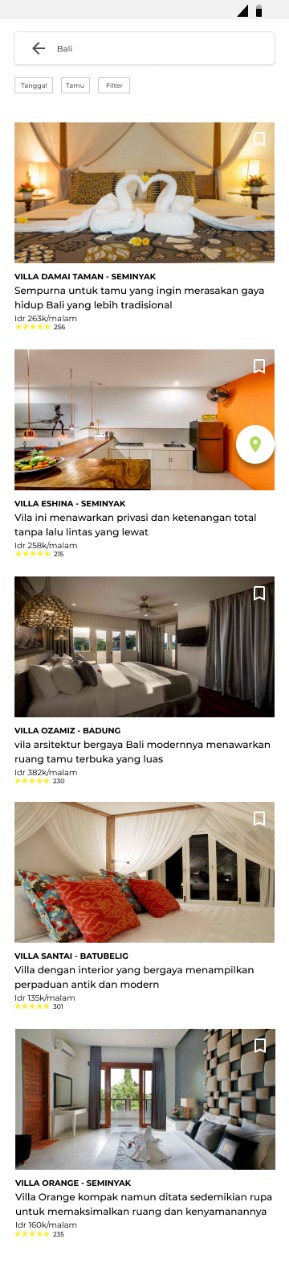 Bali
Tanggal
Tamu
Filter
VILLA DAMAI TAMAN - SEMINYAK
Sempurna untuk tamu yang ingin merasakan gaya
hidup Bali yang lebih tradisional
Idr 263k/malam
256
VILLA ESHINA - SEMINYAK
Vila ini menawarkan privasi dan ketenangan total
tanpa lalu lintas yang lewat
Idr 258k/malam
215
VILLA OZAMIZ - BADUNG
vila arsitektur bergaya Bali modernnya menawarkan
ruang tamu terbuka yang luas
Idr 382k/malam
230
VILLA SANTAI - BATUBELIG
Villa dengan interior yang bergaya menampilkan
perpaduan antik dan modern
Idr 135k/malam
301
VILLA ORANGE - SEMINYAK
Villa Orange kompak namun ditata sedemikian rupa
untuk memaksimalkan ruang dan kenyamanannya
Idr 160k/malam
235